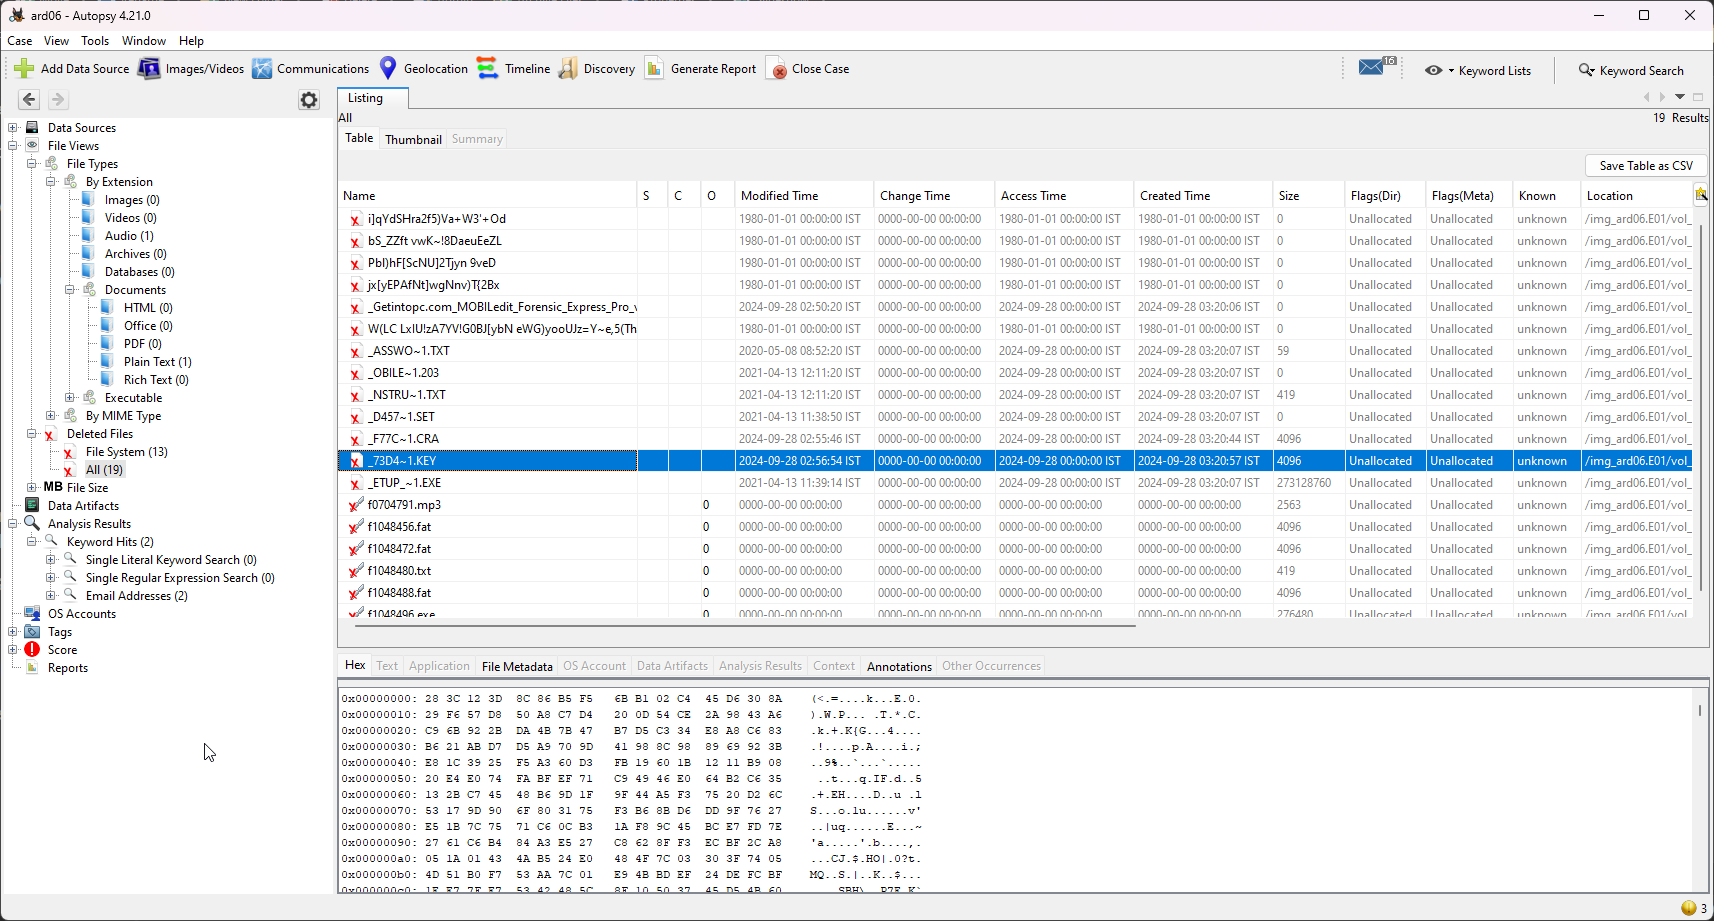 ard06 - Autopsy 4.21.0
Case View Tools Window Help
Add Data Source Images/Videos Communications Geolocation Timeline Discovery Generate Report Close Case 16 Keyword Lists Keyword Search
Listing
All 19 Results
Table Thumbnail Summary
Save Table as CSV
Data Sources
File Views
File Types
By Extension
Images (0)
Videos (0)
Audio (1)
Archives (0)
Databases (0)
Documents
HTML (0)
Office (0)
PDF (0)
Plain Text (1)
Rich Text (0)
Executable
By MIME Type
Deleted Files
File System (13)
All (19)
MB File Size
Data Artifacts
Analysis Results
Keyword Hits (2)
Single Literal Keyword Search (0)
Single Regular Expression Search (0)
Email Addresses (2)
OS Accounts
Tags
Score
Reports
Name S C O Modified Time Change Time Access Time Created Time Size Flags(Dir) Flags(Meta) Known Location
i]qYdSHra2f5)Va+W3'+Od 1980-01-01 00:00:00 IST 0000-00-00 00:00:00 1980-01-01 00:00:00 IST 1980-01-01 00:00:00 IST 0 Unallocated Unallocated unknown /img_ard06.E01/vol_
bS_ZZft vwK~!8DaeuEeZL 1980-01-01 00:00:00 IST 0000-00-00 00:00:00 1980-01-01 00:00:00 IST 1980-01-01 00:00:00 IST 0 Unallocated Unallocated unknown /img_ard06.E01/vol_
PbI)hF[ScNU]2Tjyn 9veD 1980-01-01 00:00:00 IST 0000-00-00 00:00:00 1980-01-01 00:00:00 IST 1980-01-01 00:00:00 IST 0 Unallocated Unallocated unknown /img_ard06.E01/vol_
jx[yEPAfNt]wgNnv)T{2Bx 1980-01-01 00:00:00 IST 0000-00-00 00:00:00 1980-01-01 00:00:00 IST 1980-01-01 00:00:00 IST 0 Unallocated Unallocated unknown /img_ard06.E01/vol_
_Getintopc.com_MOBILedit_Forensic_Express_Pro_v 2024-09-28 02:50:20 IST 0000-00-00 00:00:00 2024-09-28 00:00:00 IST 2024-09-28 03:20:06 IST 0 Unallocated Unallocated unknown /img_ard06.E01/vol_
W(LC LxIU!zA7YV!G0BJ[ybN eWG)yooUJz=Y~e,5(Th 1980-01-01 00:00:00 IST 0000-00-00 00:00:00 1980-01-01 00:00:00 IST 1980-01-01 00:00:00 IST 0 Unallocated Unallocated unknown /img_ard06.E01/vol_
_ASSWO~1.TXT 2020-05-08 08:52:20 IST 0000-00-00 00:00:00 2024-09-28 00:00:00 IST 2024-09-28 03:20:07 IST 59 Unallocated Unallocated unknown /img_ard06.E01/vol_
_OBILE~1.203 2021-04-13 12:11:20 IST 0000-00-00 00:00:00 2024-09-28 00:00:00 IST 2024-09-28 03:20:07 IST 0 Unallocated Unallocated unknown /img_ard06.E01/vol_
_NSTRU~1.TXT 2021-04-13 12:11:20 IST 0000-00-00 00:00:00 2024-09-28 00:00:00 IST 2024-09-28 03:20:07 IST 419 Unallocated Unallocated unknown /img_ard06.E01/vol_
_D457~1.SET 2021-04-13 11:38:50 IST 0000-00-00 00:00:00 2024-09-28 00:00:00 IST 2024-09-28 03:20:07 IST 0 Unallocated Unallocated unknown /img_ard06.E01/vol_
_F77C~1.CRA 2024-09-28 02:55:46 IST 0000-00-00 00:00:00 2024-09-28 00:00:00 IST 2024-09-28 03:20:44 IST 4096 Unallocated Unallocated unknown /img_ard06.E01/vol_
_73D4~1.KEY 2024-09-28 02:56:54 IST 0000-00-00 00:00:00 2024-09-28 00:00:00 IST 2024-09-28 03:20:57 IST 4096 Unallocated Unallocated unknown /img_ard06.E01/vol_
_ETUP_~1.EXE 2021-04-13 11:39:14 IST 0000-00-00 00:00:00 2024-09-28 00:00:00 IST 2024-09-28 03:20:07 IST 273128760 Unallocated Unallocated unknown /img_ard06.E01/vol_
f0704791.mp3 0 0000-00-00 00:00:00 0000-00-00 00:00:00 0000-00-00 00:00:00 0000-00-00 00:00:00 2563 Unallocated Unallocated unknown /img_ard06.E01/vol_
f1048456.fat 0 0000-00-00 00:00:00 0000-00-00 00:00:00 0000-00-00 00:00:00 0000-00-00 00:00:00 4096 Unallocated Unallocated unknown /img_ard06.E01/vol_
f1048472.fat 0 0000-00-00 00:00:00 0000-00-00 00:00:00 0000-00-00 00:00:00 0000-00-00 00:00:00 4096 Unallocated Unallocated unknown /img_ard06.E01/vol_
f1048480.txt 0 0000-00-00 00:00:00 0000-00-00 00:00:00 0000-00-00 00:00:00 0000-00-00 00:00:00 419 Unallocated Unallocated unknown /img_ard06.E01/vol_
f1048488.fat 0 0000-00-00 00:00:00 0000-00-00 00:00:00 0000-00-00 00:00:00 0000-00-00 00:00:00 4096 Unallocated Unallocated unknown /img_ard06.E01/vol_
f1048496.exe 0 0000-00-00 00:00:00 0000-00-00 00:00:00 0000-00-00 00:00:00 0000-00-00 00:00:00 276480 Unallocated Unallocated unknown /img_ard06.E01/vol_
Hex Text Application File Metadata OS Account Data Artifacts Analysis Results Context Annotations Other Occurrences
0x00000000: 28 3C 12 3D 8C 86 B5 F5 6B B1 02 C4 45 D6 30 8A (<.=....k...E.0.
0x00000010: 29 F6 57 D8 50 A8 C7 D4 20 0D 54 CE 2A 98 43 A6 ).W.P... .T.*.C.
0x00000020: C9 6B 92 2B DA 4B 7B 47 B7 D5 C3 34 E8 A8 C6 83 .k.+.K{G...4....
0x00000030: B6 21 AB D7 D5 A9 70 9D 41 98 8C 98 89 69 92 3B .!....p.A....i.;
0x00000040: E8 1C 39 25 F5 A3 60 D3 FB 19 60 1B 12 11 B9 08 ..9%..`...`.....
0x00000050: 20 E4 E0 74 FA BF EF 71 C9 49 46 E0 64 B2 C6 35 ..t...q.IF.d..5
0x00000060: 13 2B C7 45 48 B6 9D 1F 9F 44 A5 F3 75 20 D2 6C .+.EH....D..u .l
0x00000070: 53 17 9D 90 6F 80 31 75 F3 B6 8B D6 DD 9F 76 27 S...o.1u......v'
0x00000080: E5 1B 7C 75 71 C6 0C B3 1A F8 9C 45 BC E7 FD 7E ..|uq......E...~
0x00000090: 27 61 C6 B4 84 A3 E5 27 C8 62 8F F3 EC BF 2C A8 'a.....'.b....,.
0x000000a0: 05 1A 01 43 4A B5 24 E0 48 4F 7C 03 30 3F 74 05 ...CJ.$.HO|.0?t.
0x000000b0: 4D 51 B0 F7 53 AA 7C 01 E9 4B BD EF 24 DE FC BF MQ..S.|..K..$...
3